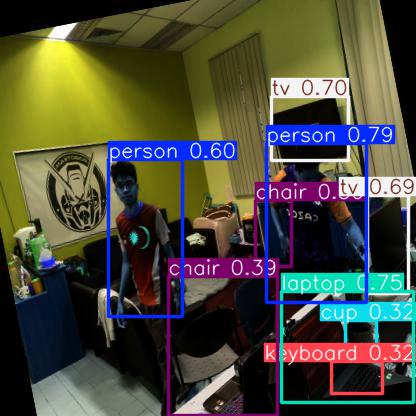 tv 0.70
person 0.79
person 0.60
tv 0.69
chair
chair 0.39
laptop 0.75
cup 0.32
keyboard 0.32